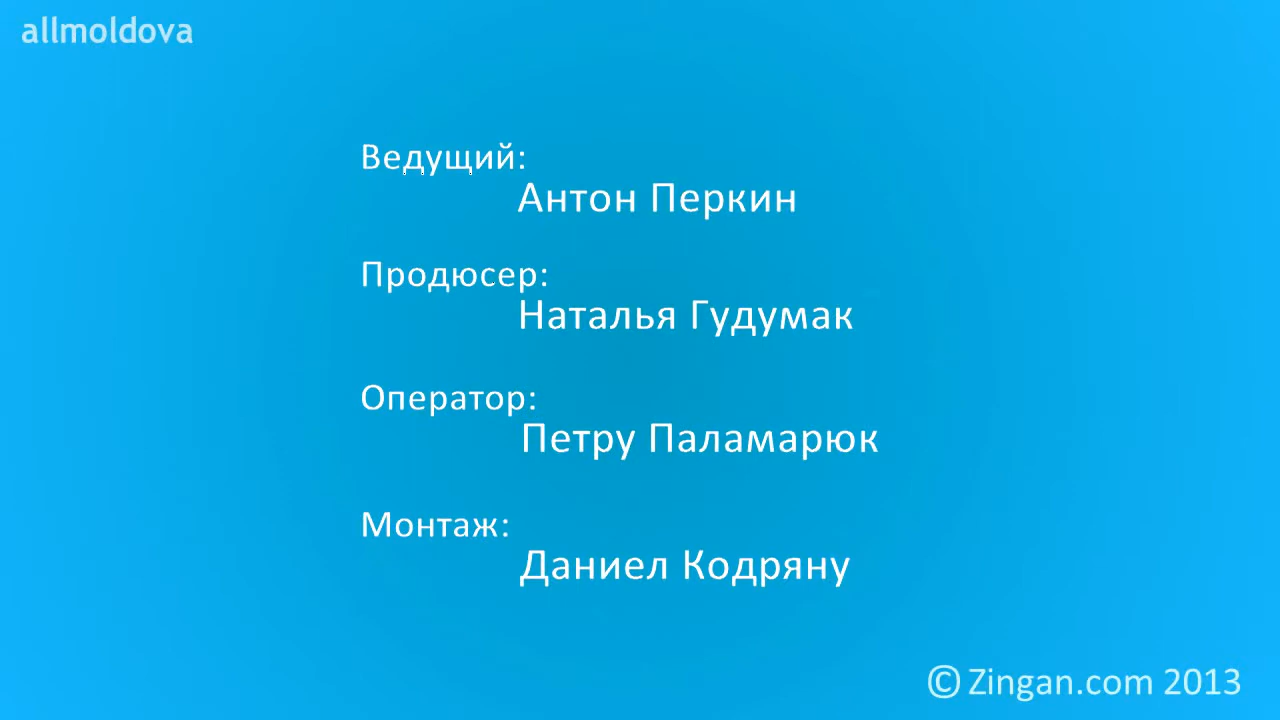 allmoldova
Ведущий:
Антон Перкин
Продюсер:
Наталья Гудумак
Оператор:
Петру Паламарюк
Монтаж:
Даниел Кодряну
© Zingan.com 2013